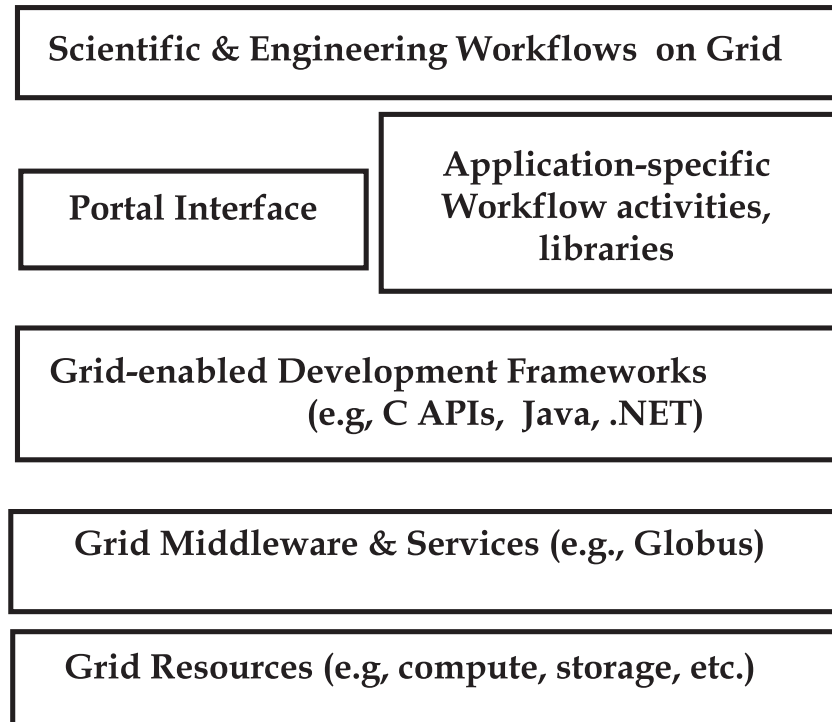 Scientific & Engineering Workflows on Grid
Portal Interface
Application-specific
Workflow activities,
libraries
Grid-enabled Development Frameworks
(e.g, C APIs, Java, .NET)
Grid Middleware & Services (e.g., Globus)
Grid Resources (e.g, compute, storage, etc.)